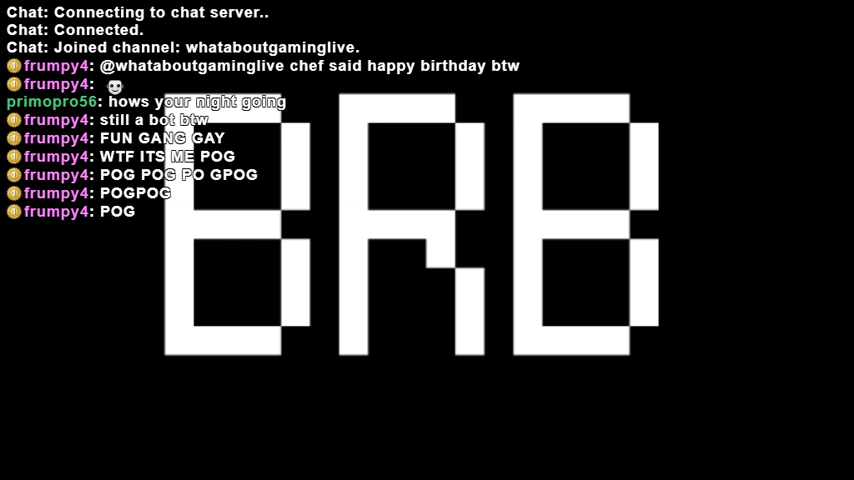 Chat: Connecting to chat server..
Chat: Connected.
Chat: Joined channel: whataboutgaminglive.
frumpy4: @whataboutgaminglive chef said happy birthday btw
frumpy4:
primopro56: hows your night going
frumpy4: still a bot btw
frumpy4: FUN GANG GAY
frumpy4: WTF ITS ME POG
frumpy4: POG POG PO GPOG
frumpy4: POGPOG
frumpy4: POG
BRB